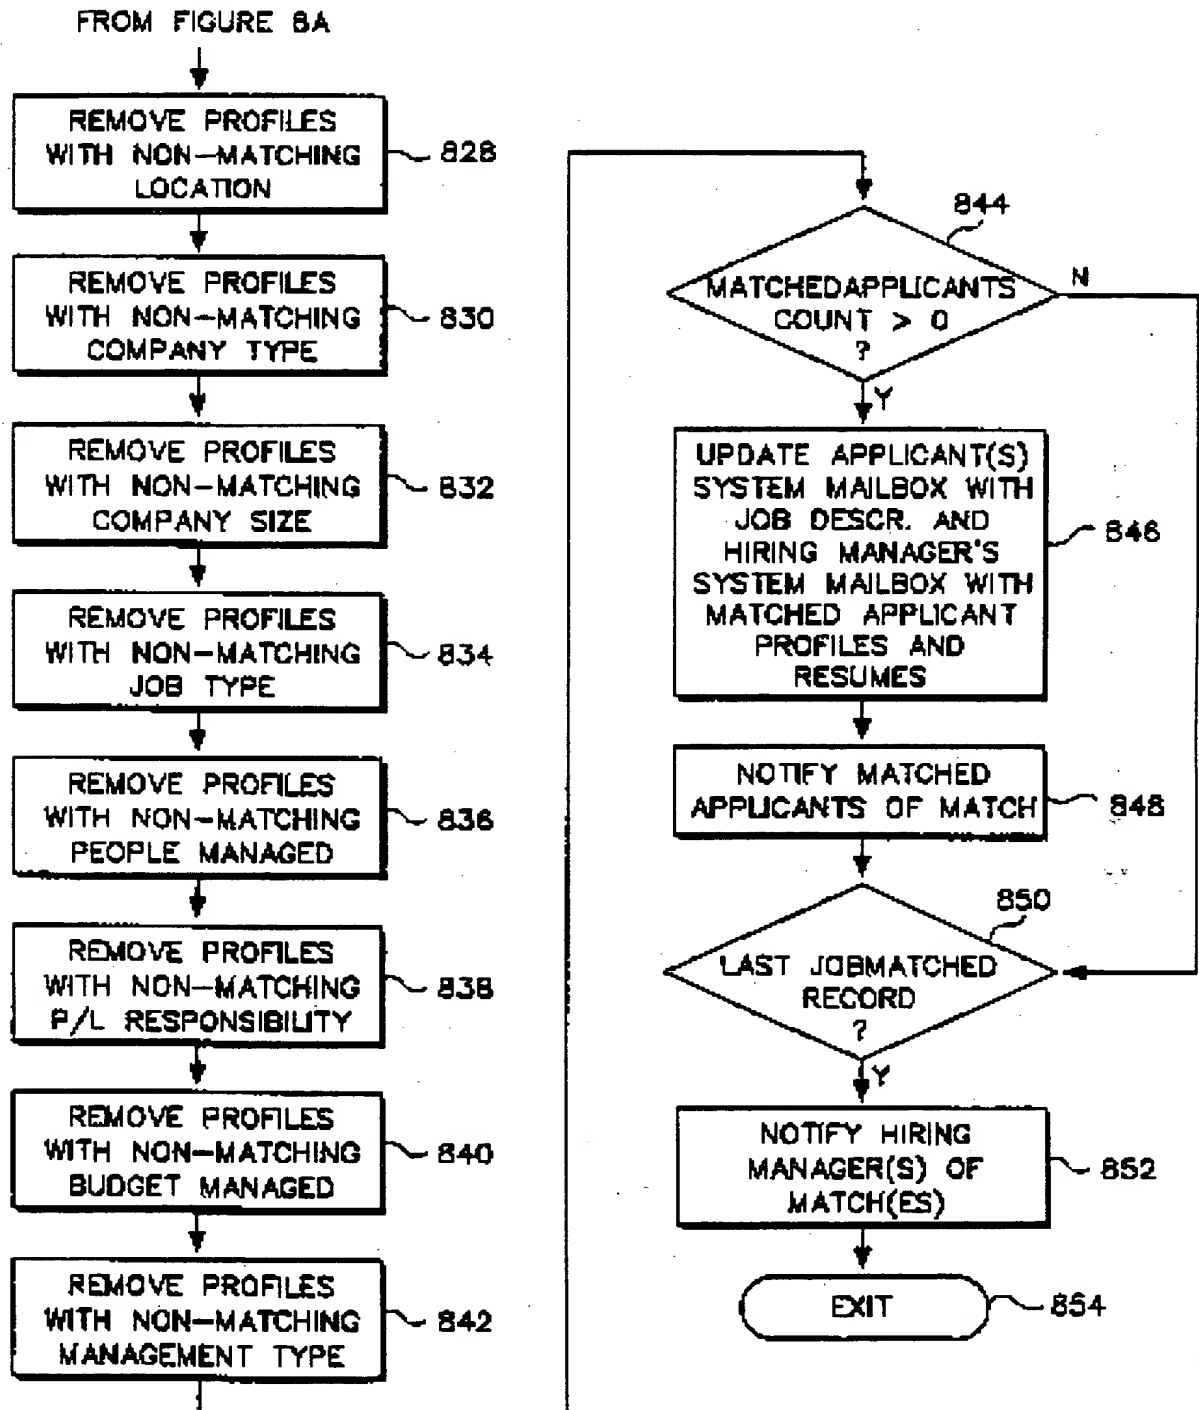 FROM FIGURE 8A
REMOVE PROFILES
WITH NON-MATCHING
LOCATION
828
REMOVE PROFILES
WITH NON-MATCHING
COMPANY TYPE
830
REMOVE PROFILES
WITH NON-MATCHING
COMPANY SIZE
832
REMOVE PROFILES
WITH NON-MATCHING
JOB TYPE
834
REMOVE PROFILES
WITH NON-MATCHING
PEOPLE MANAGED
836
REMOVE PROFILES
WITH NON-MATCHING
P/L RESPONSIBILITY
838
REMOVE PROFILES
WITH NON-MATCHING
BUDGET MANAGED
840
REMOVE PROFILES
WITH NON-MATCHING
MANAGEMENT TYPE
842
844
MATCHEDAPPLICANTS
COUNT > 0
?
N
Y
UPDATE APPLICANT(S)
SYSTEM MAILBOX WITH
JOB DESCR. AND
HIRING MANAGER'S
SYSTEM MAILBOX WITH
MATCHED APPLICANT
PROFILES AND
RESUMES
846
NOTIFY MATCHED
APPLICANTS OF MATCH
848
850
LAST JOBMATCHED
RECORD
?
Y
NOTIFY HIRING
MANAGER(S) OF
MATCH(ES)
852
EXIT
854